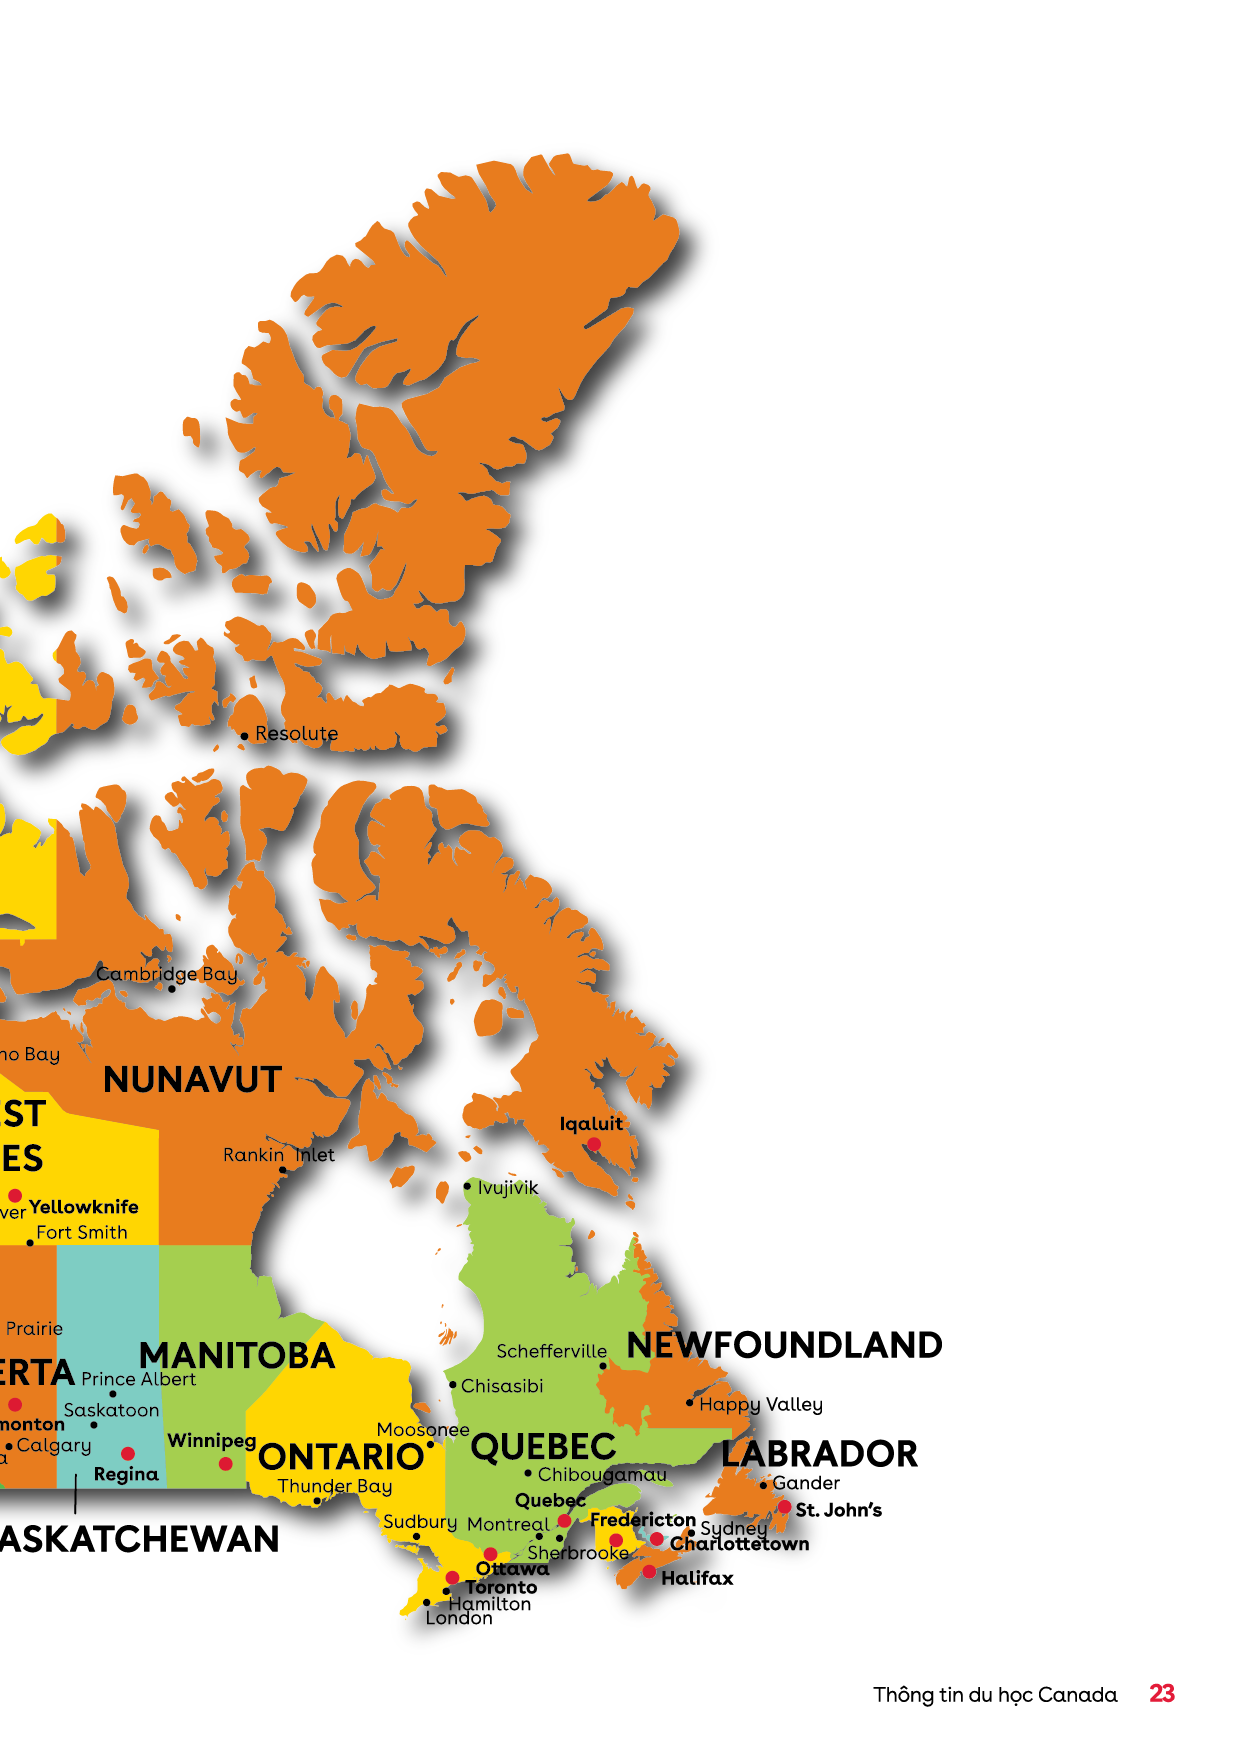 Resolute
Cambridge Bay
ho Bay
NUNAVUT
EST
ES
Iqaluit
Rankin Inlet
Ivujivik
Yellowknife
ver
Fort Smith
Prairie
NEWFOUNDLAND
Schefferville
MANITOBA
ERTA
Prince Albert
Chisasibi
Happy Valley
Saskatoon
monton
Moosonee
Winnipeg
Calgary
QUEBEC
LABRADOR
ONTARIO
a
Regina
Chibougamau
Gander
Thunder Bay
Quebec
St. John's
Fredericton
Sudbury
Montreal
Sydney
ASKATCHEWAN
Charlottetown
Sherbrooke
Ottawa
Halifax
Toronto
Hamilton
London
Thông tin du học Canada 23